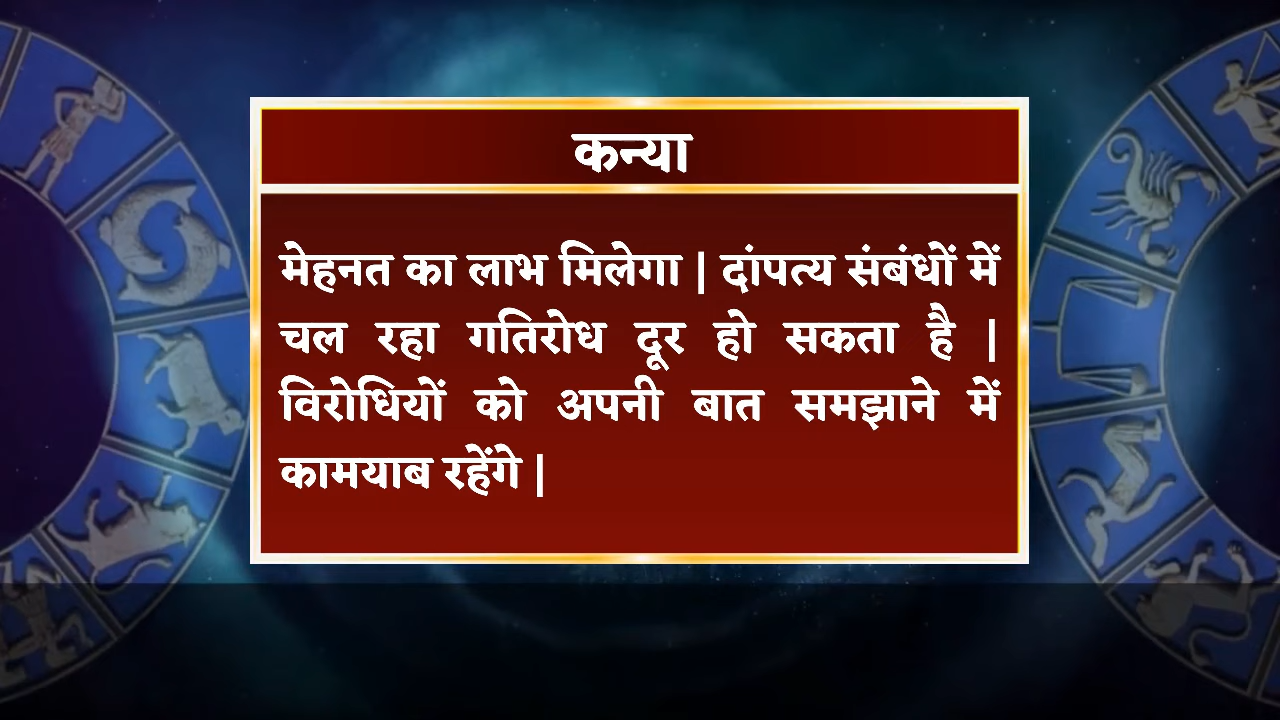 कन्या
मेहनत का लाभ मिलेगा | दांपत्य संबंधों में
चल रहा गतिरोध दूर हो सकता है |
विरोधियों को अपनी बात समझाने में
कामयाब रहेंगे |